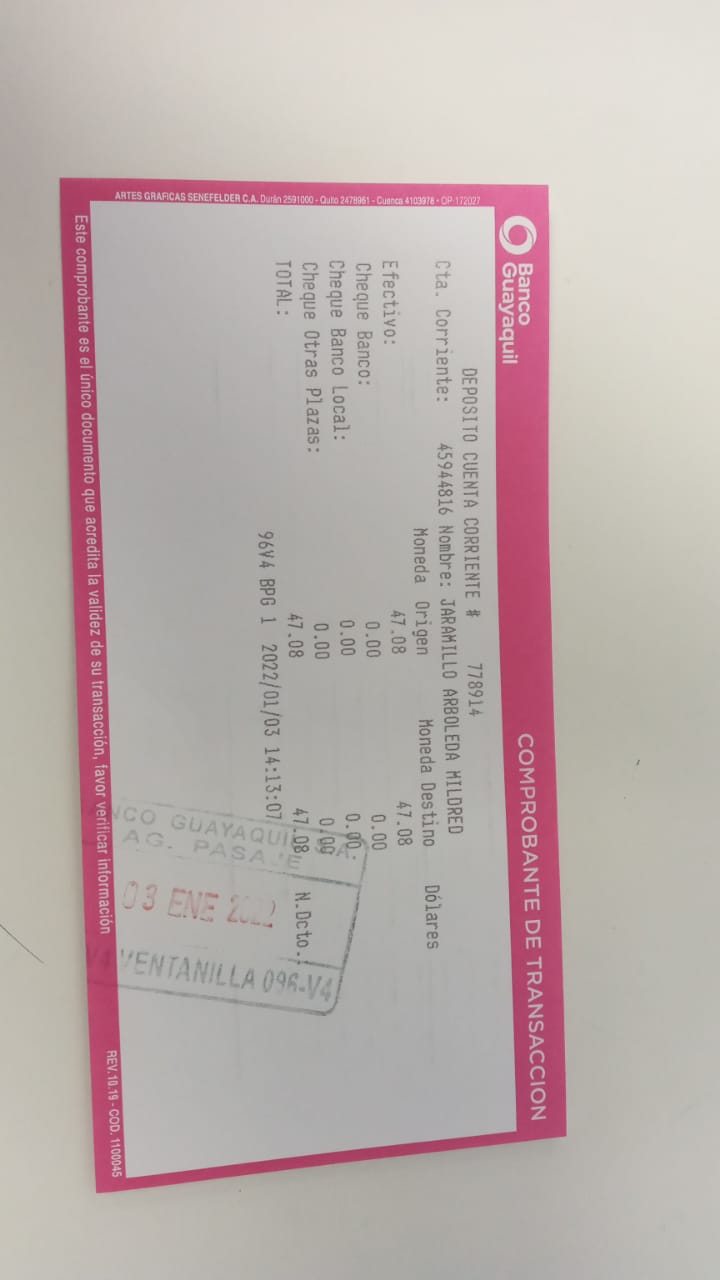 Banco
Guayaquil
COMPROBANTE DE TRANSACCION
DEPOSITO CUENTA CORRIENTE # 778914
Cta. Corriente: 45944816 Nombre: JARAMILLO ARBOLEDA MILDRED
Moneda Origen Moneda Destino Dólares
Efectivo: 47.08 47.08
Cheque Banco: 0.00 0.00
Cheque Banco Local: 0.00 0.00
Cheque Otras Plazas: 0.00 0.00
TOTAL: 47.08 47.08 N.Dcto.:
96V4 BPG 1 2022/01/03 14:13:07
NCO GUAYAQUIL S.A.
AG. PASAJE
03 ENE 2022
VENTANILLA 096-V4
Este comprobante es el único documento que acredita la validez de su transacción, favor verificar información
REV.10.19 - COD. 1100045
ARTES GRAFICAS SENEFELDER C.A. Durán 2591000 - Quito 2478961 - Cuenca 4103978 - OP-172027